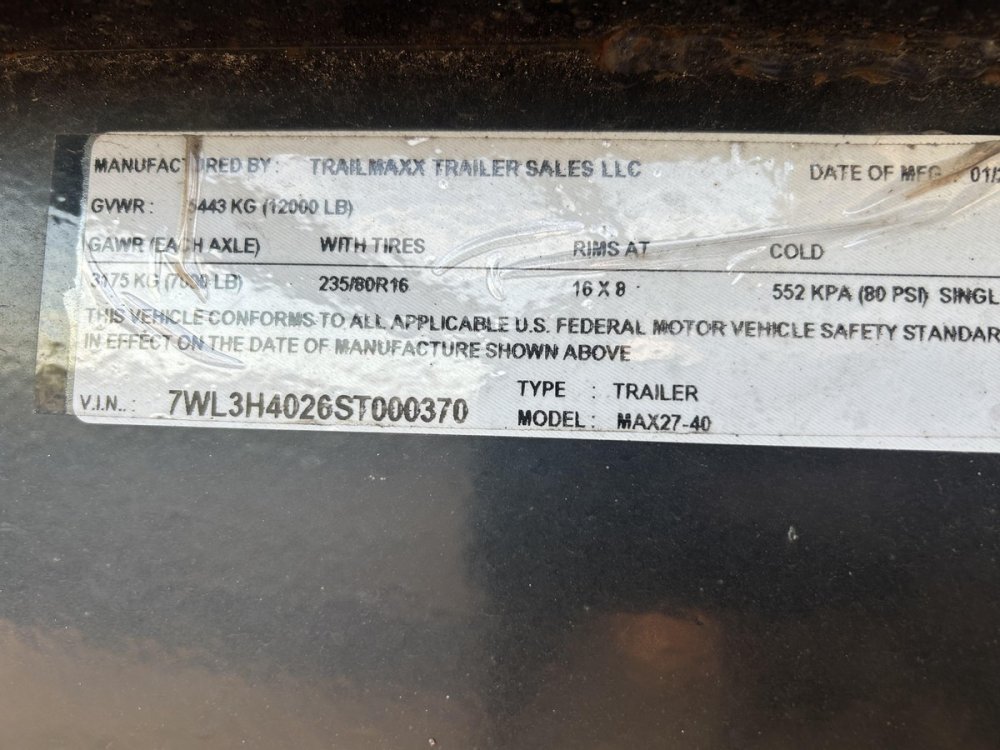 MANUFACTURED BY: TRAILMAXX TRAILER SALES LLC DATE OF MFG: 01/2
GVWR: 5443 KG (12000 LB)
GAWR (EACH AXLE) WITH TIRES RIMS AT COLD
3175 KG (7000 LB) 235/80R16 16 X 8 552 KPA (80 PSI) SINGL
THIS VEHICLE CONFORMS TO ALL APPLICABLE U.S. FEDERAL MOTOR VEHICLE SAFETY STANDAR
IN EFFECT ON THE DATE OF MANUFACTURE SHOWN ABOVE
V.I.N..: 7WL3H4026ST000370 TYPE : TRAILER
MODEL: MAX27-40